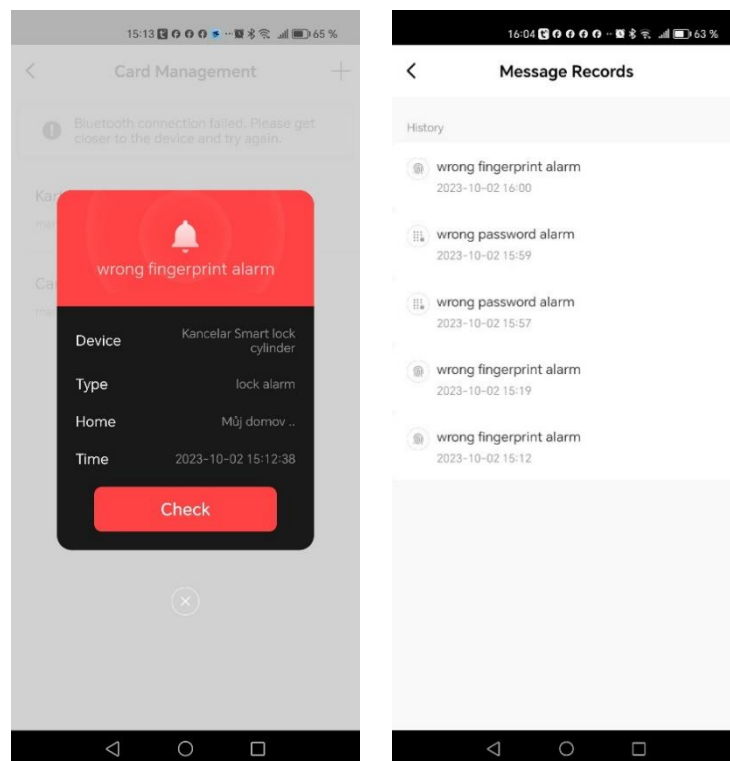 15:13
65 %
Card Management
Bluetooth connection failed. Please get
closer to the device and try again.
wrong fingerprint alarm
Device
Kancelar Smart lock
cylinder
Type
lock alarm
Home
Můj domov ..
Time
2023-10-02 15:12:38
Check
16:04
63 %
Message Records
History
wrong fingerprint alarm
2023-10-02 16:00
wrong password alarm
2023-10-02 15:59
wrong password alarm
2023-10-02 15:57
wrong fingerprint alarm
2023-10-02 15:19
wrong fingerprint alarm
2023-10-02 15:12